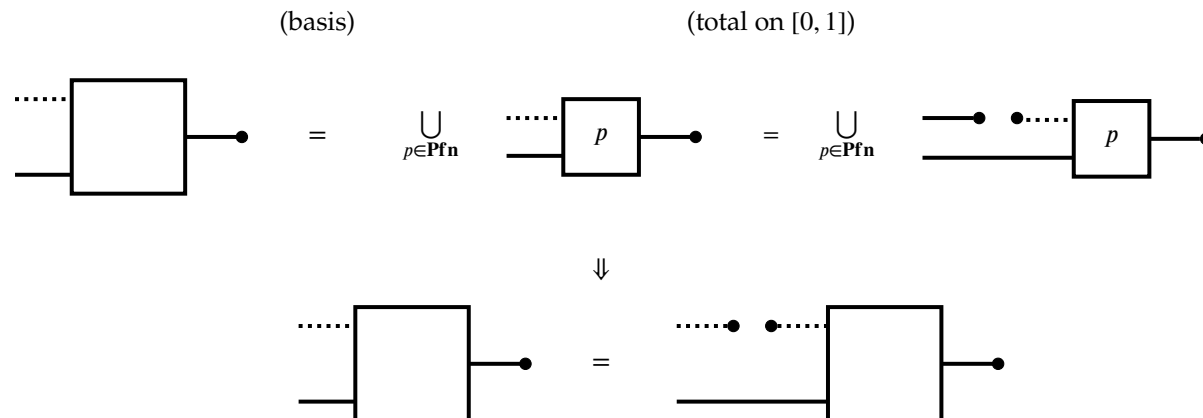 (basis) (total on [0, 1])
= ⋃ p = ⋃ p
p∈Pfn p∈Pfn
⇓
=